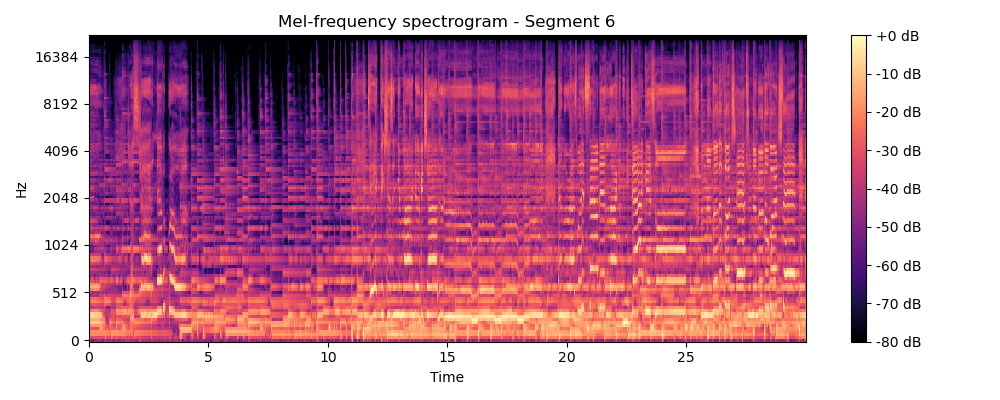 Mel-frequency spectrogram - Segment 6
Hz
16384
8192
4096
2048
1024
512
0
0 5 10 15 20 25
Time
+0 dB
-10 dB
-20 dB
-30 dB
-40 dB
-50 dB
-60 dB
-70 dB
-80 dB